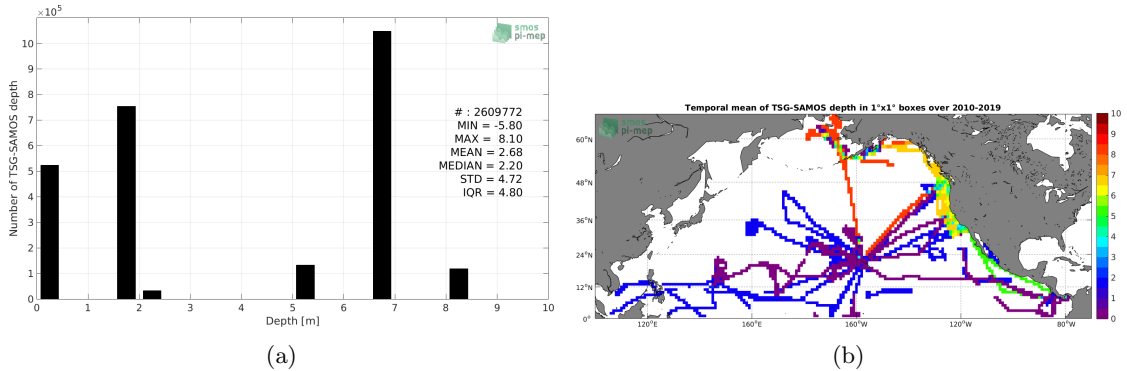 ×10⁵
10
9
8
7
6
5
4
3
2
1
0
Number of TSG-SAMOS depth
smos
pi-mep
# : 2609772
MIN = -5.80
MAX = 8.10
MEAN = 2.68
MEDIAN = 2.20
STD = 4.72
IQR = 4.80
0 1 2 3 4 5 6 7 8 9 10
Depth [m]
(a)
Temporal mean of TSG-SAMOS depth in 1°x1° boxes over 2010-2019
smos
pi-mep
60°N
48°N
36°N
24°N
12°N
0°
120°E 160°E 160°W 120°W 80°W
10
9
8
7
6
5
4
3
2
1
0
(b)